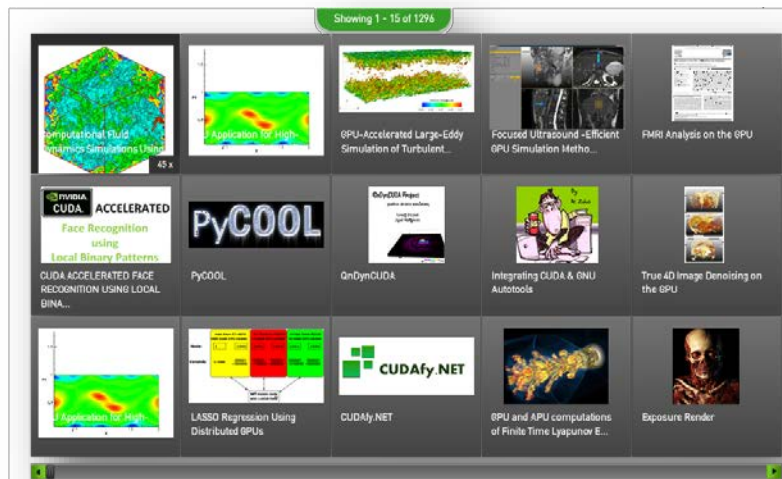 Showing 1 - 15 of 1296
omputational Fluid
ynamics Simulations Using
45 x
U Application for High-
GPU-Accelerated Large-Eddy
Simulation of Turbulent...
Focused Ultrasound -Efficient
GPU Simulation Metho...
FMRI Analysis on the GPU
NVIDIA
CUDA ACCELERATED
Face Recognition
using
Local Binary Patterns
CUDA ACCELERATED FACE
RECOGNITION USING LOCAL
BINA...
PyCOOL
PyCOOL
QnDynCUDA Project
QnDynCUDA
Integrating CUDA & GNU
Autotools
True 4D Image Denoising on
the GPU
U Application for High-
LASSO Regression Using
Distributed GPUs
CUDAfy.NET
CUDAfy.NET
GPU and APU computations
of Finite Time Lyapunov E...
Exposure Render